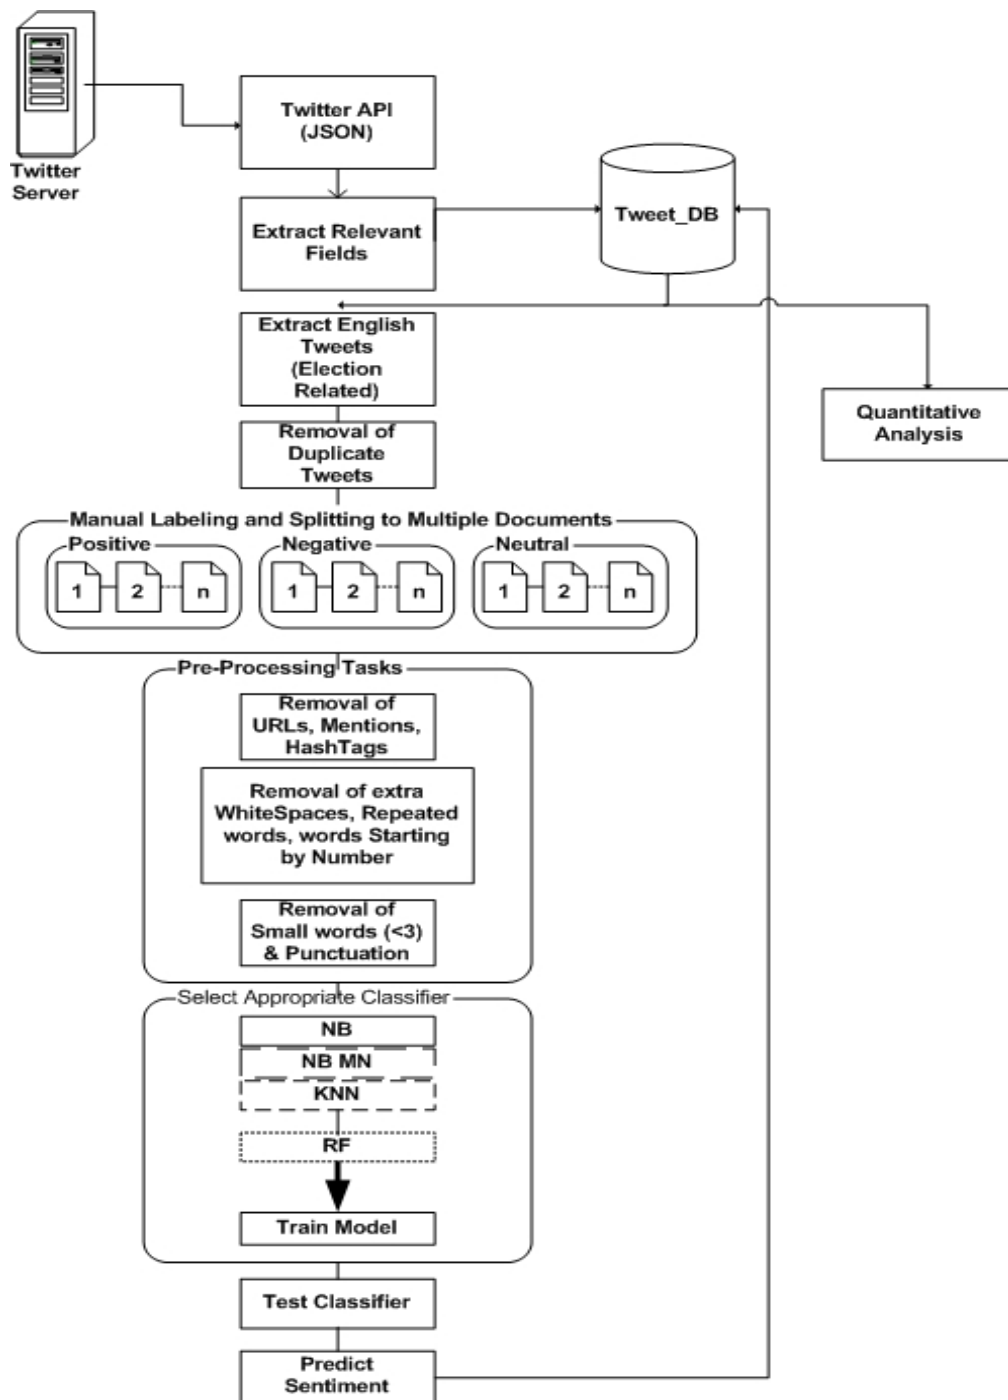 Twitter
Server
Twitter API
(JSON)
Extract Relevant
Fields
Tweet_DB
Extract English
Tweets
(Election
Related)
Quantitative
Analysis
Removal of
Duplicate
Tweets
Manual Labeling and Splitting to Multiple Documents
Positive
1
2
n
Negative
1
2
n
Neutral
1
2
n
Pre-Processing Tasks
Removal of
URLs, Mentions,
HashTags
Removal of extra
WhiteSpaces, Repeated
words, words Starting
by Number
Removal of
Small words (<3)
& Punctuation
Select Appropriate Classifier
NB
NB MN
KNN
RF
Train Model
Test Classifier
Predict
Sentiment